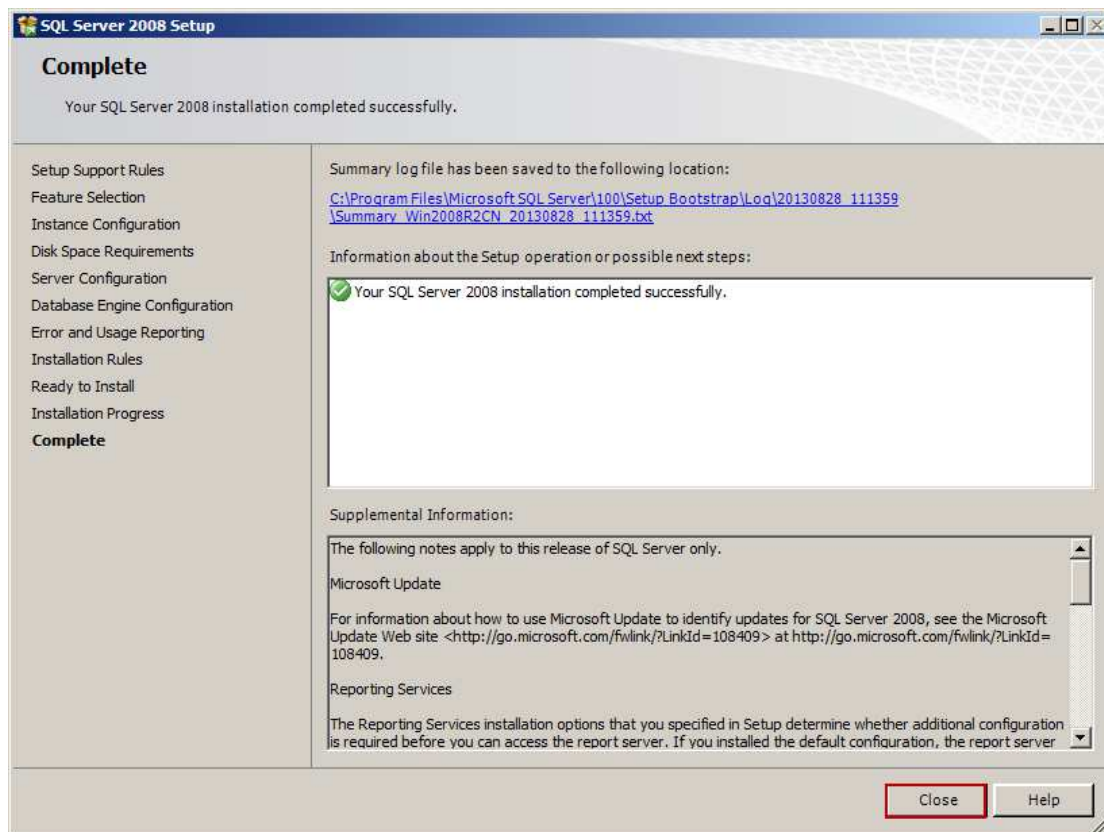 SQL Server 2008 Setup
Complete
Your SQL Server 2008 installation completed successfully.
Setup Support Rules
Feature Selection
Instance Configuration
Disk Space Requirements
Server Configuration
Database Engine Configuration
Error and Usage Reporting
Installation Rules
Ready to Install
Installation Progress
Complete
Summary log file has been saved to the following location:
C:\Program Files\Microsoft SQL Server\100\Setup Bootstrap\Log\20130828_111359
\Summary_Win2008R2CN_20130828_111359.txt
Information about the Setup operation or possible next steps:
Your SQL Server 2008 installation completed successfully.
Supplemental Information:
The following notes apply to this release of SQL Server only.
Microsoft Update
For information about how to use Microsoft Update to identify updates for SQL Server 2008, see the Microsoft
Update Web site <http://go.microsoft.com/fwlink/?LinkId=108409> at http://go.microsoft.com/fwlink/?LinkId=
108409.
Reporting Services
The Reporting Services installation options that you specified in Setup determine whether additional configuration
is required before you can access the report server. If you installed the default configuration, the report server
Close
Help